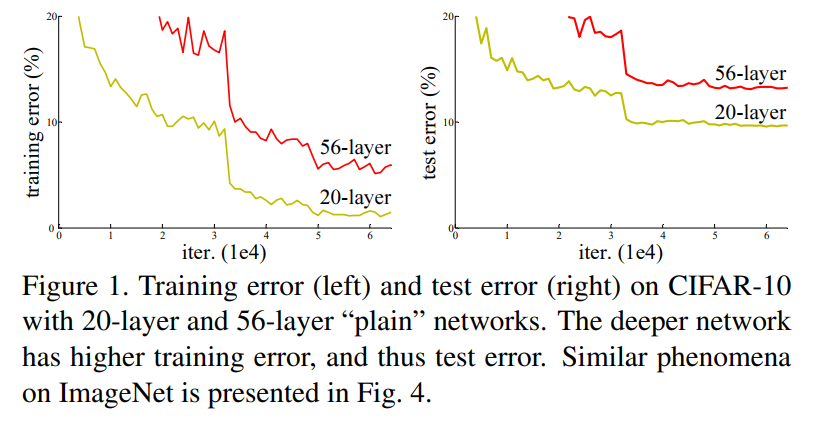 training error (%)
20
10
0
56-layer
20-layer
0 1 2 3 4 5 6
iter. (1e4)
test error (%)
20
10
0
56-layer
20-layer
0 1 2 3 4 5 6
iter. (1e4)
Figure 1. Training error (left) and test error (right) on CIFAR-10
with 20-layer and 56-layer “plain” networks. The deeper network
has higher training error, and thus test error. Similar phenomena
on ImageNet is presented in Fig. 4.